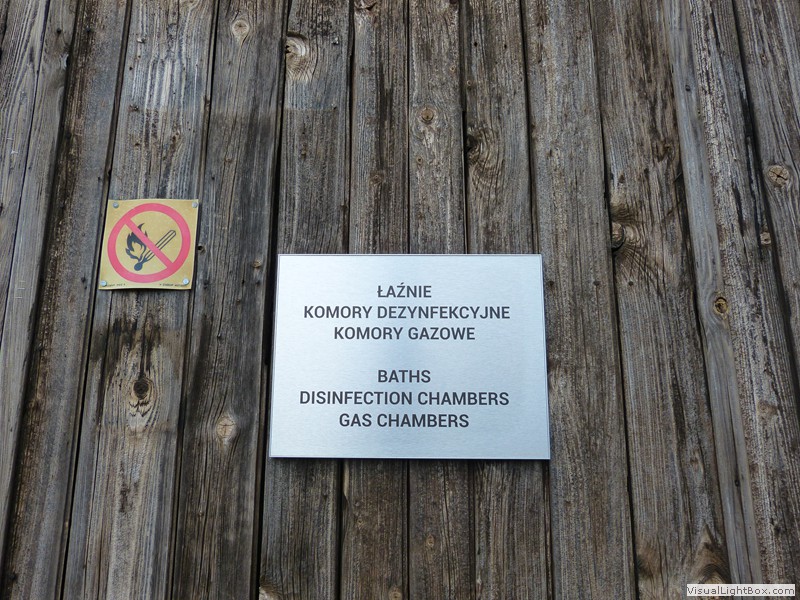 ŁAŹNIE
KOMORY DEZYNFEKCYJNE
KOMORY GAZOWE
BATHS
DISINFECTION CHAMBERS
GAS CHAMBERS
VisualLightBox.com